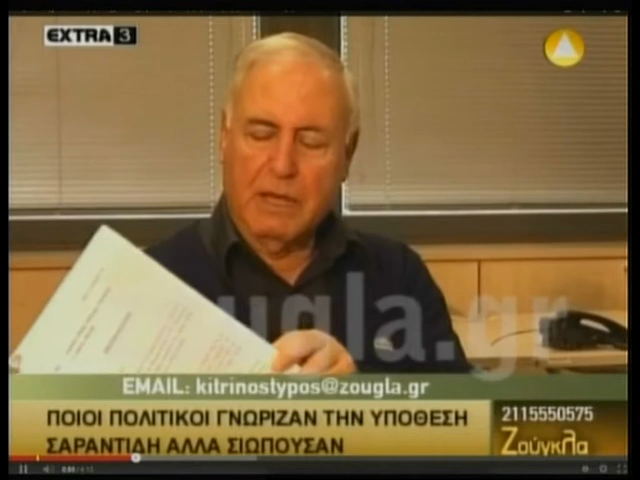 EXTRA 3
zougla.gr
EMAIL: kitrinostypos@zougla.gr
ΠΟΙΟΙ ΠΟΛΙΤΙΚΟΙ ΓΝΩΡΙΖΑΝ ΤΗΝ ΥΠΟΘΕΣΗ
ΣΑΡΑΝΤΙΔΗ ΑΛΛΑ ΣΙΩΠΟΥΣΑΝ
2115550575
Ζούγκλα